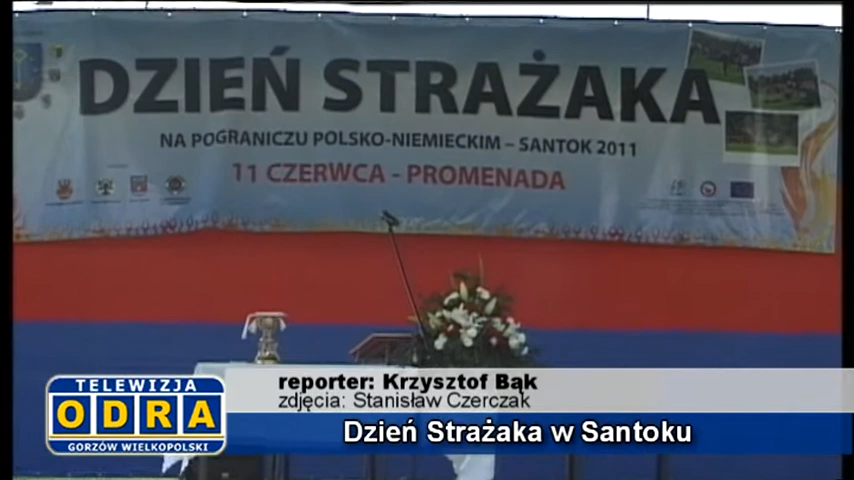 DZIEŃ STRAŻAKA
NA POGRANICZU POLSKO-NIEMIECKIM – SANTOK 2011
11 CZERWCA - PROMENADA
reporter: Krzysztof Bąk
zdjęcia: Stanisław Czerczak
Dzień Strażaka w Santoku
TELEWIZJA
ODRA
GORZÓW WIELKOPOLSKI